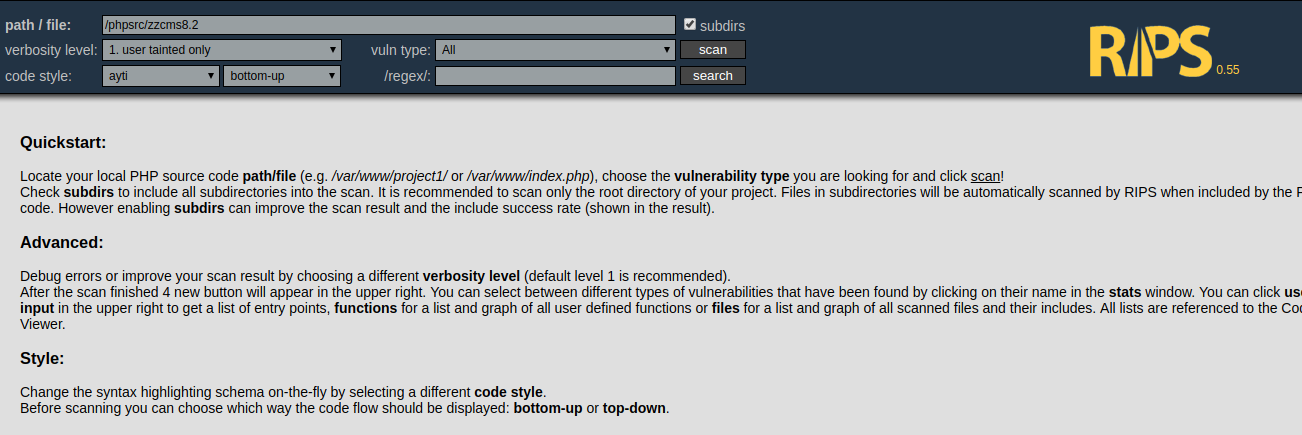 path / file: /phpsrc/zzcms8.2 subdirs
verbosity level: 1. user tainted only vuln type: All scan
code style: ayti bottom-up /regex/: search
RIPS 0.55
Quickstart:
Locate your local PHP source code path/file (e.g. /var/www/project1/ or /var/www/index.php), choose the vulnerability type you are looking for and click scan!
Check subdirs to include all subdirectories into the scan. It is recommended to scan only the root directory of your project. Files in subdirectories will be automatically scanned by RIPS when included by the
code. However enabling subdirs can improve the scan result and the include success rate (shown in the result).
Advanced:
Debug errors or improve your scan result by choosing a different verbosity level (default level 1 is recommended).
After the scan finished 4 new button will appear in the upper right. You can select between different types of vulnerabilities that have been found by clicking on their name in the stats window. You can click
input in the upper right to get a list of entry points, functions for a list and graph of all user defined functions or files for a list and graph of all scanned files and their includes. All lists are referenced to the
Viewer.
Style:
Change the syntax highlighting schema on-the-fly by selecting a different code style.
Before scanning you can choose which way the code flow should be displayed: bottom-up or top-down.